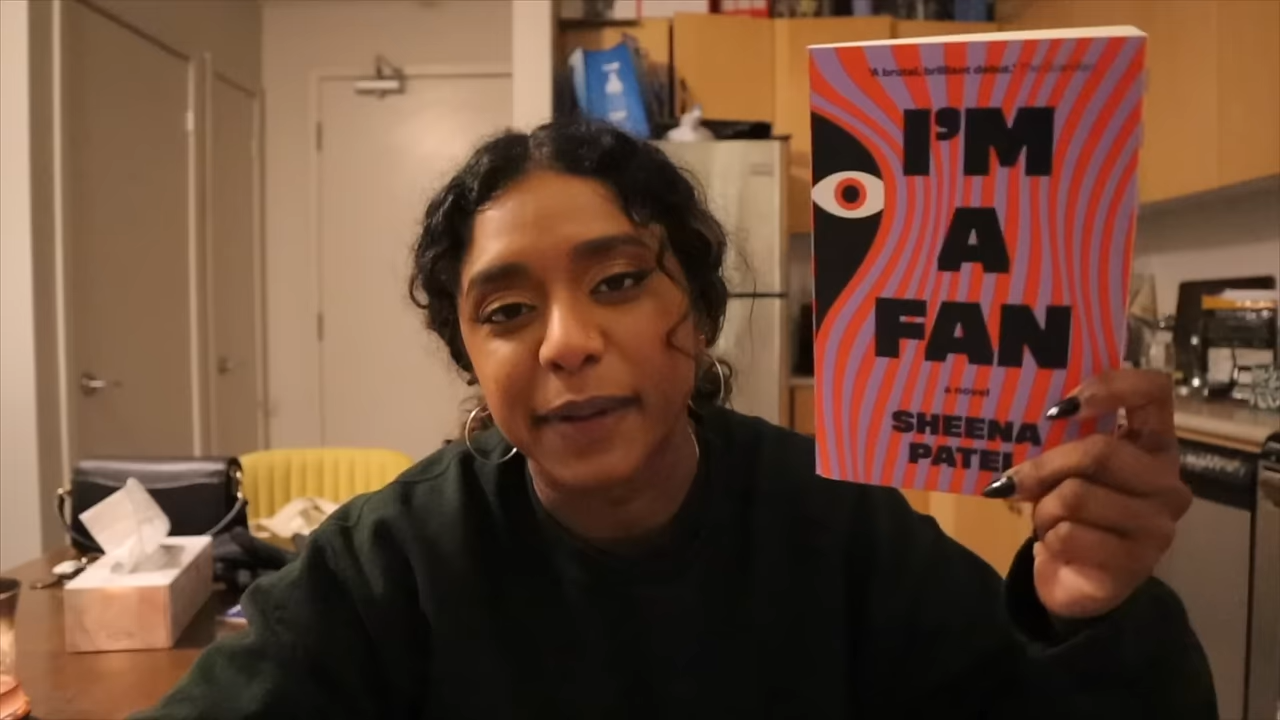 'A brutal, brilliant debut.'
I'M
A
FAN
a novel
SHEENA
PATEL